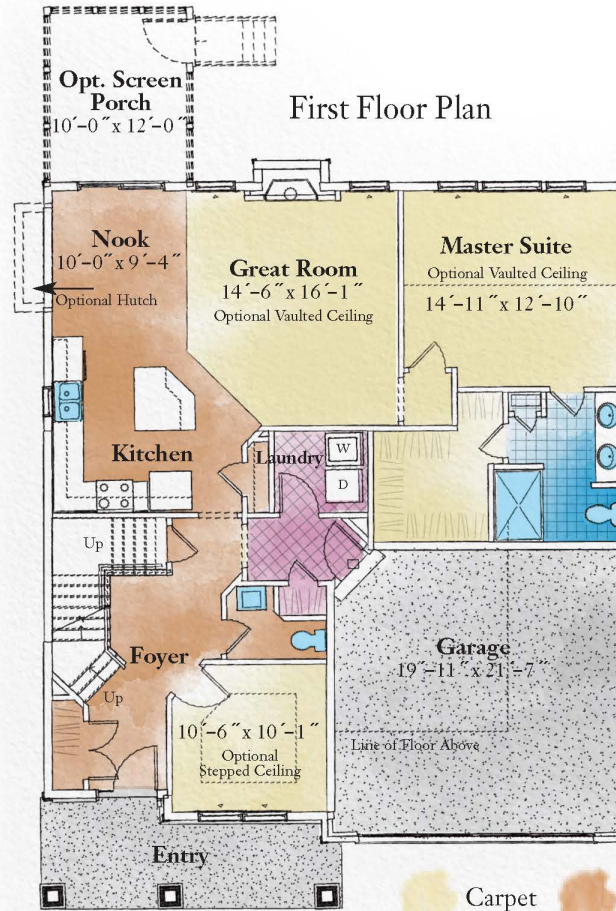 First Floor Plan
Opt. Screen
Porch
10´–0˝ x 12´–0˝
Nook
10´–0˝ x 9´–4˝
Optional Hutch
Great Room
14´–6˝ x 16´–1˝
Optional Vaulted Ceiling
Master Suite
Optional Vaulted Ceiling
14´–11˝ x 12´–10˝
Kitchen
Laundry
W
D
Up
Foyer
Up
Garage
19´–11˝ x 21´–7˝
Line of Floor Above
10´–6˝ x 10´–1˝
Optional
Stepped Ceiling
Entry
Carpet